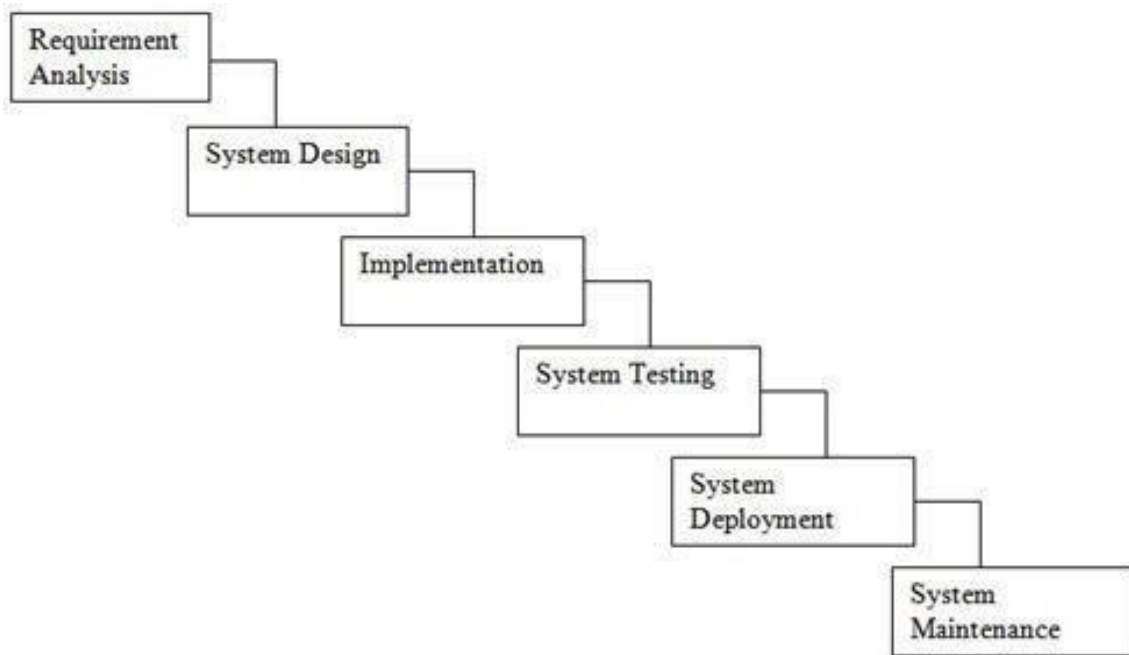 Requirement
Analysis
System Design
Implementation
System Testing
System
Deployment
System
Maintenance